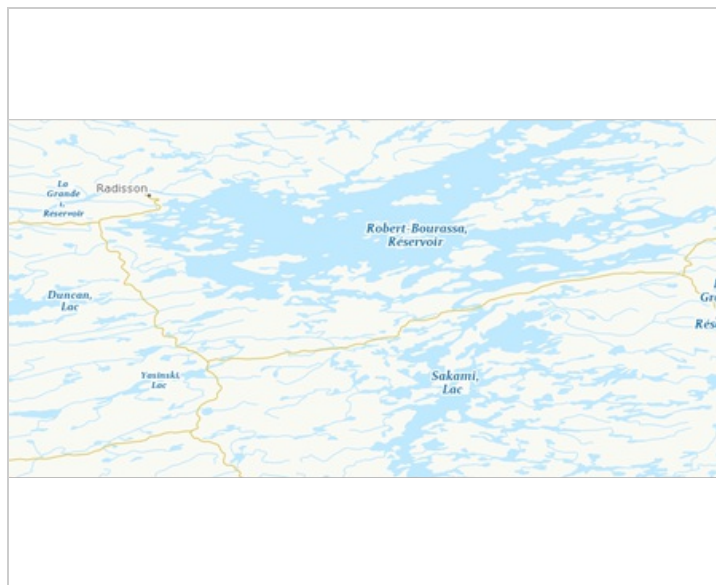 La
Grande
1,
Réservoir
Radisson
Robert-Bourassa,
Réservoir
Duncan,
Lac
Yasinski,
Lac
Sakami,
Lac